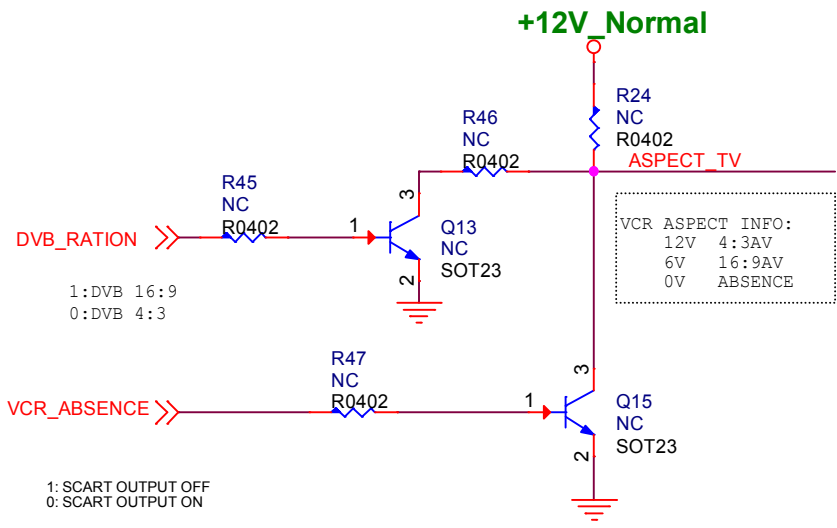 +12V_Normal
R24
NC
R0402
R46
NC
R0402
ASPECT_TV
3
R45
NC
R0402
1
Q13
NC
SOT23
DVB_RATION
2
VCR ASPECT INFO:
12V 4:3AV
6V 16:9AV
0V ABSENCE
1:DVB 16:9
0:DVB 4:3
R47
NC
R0402
3
VCR_ABSENCE
1
Q15
NC
SOT23
2
1: SCART OUTPUT OFF
0: SCART OUTPUT ON